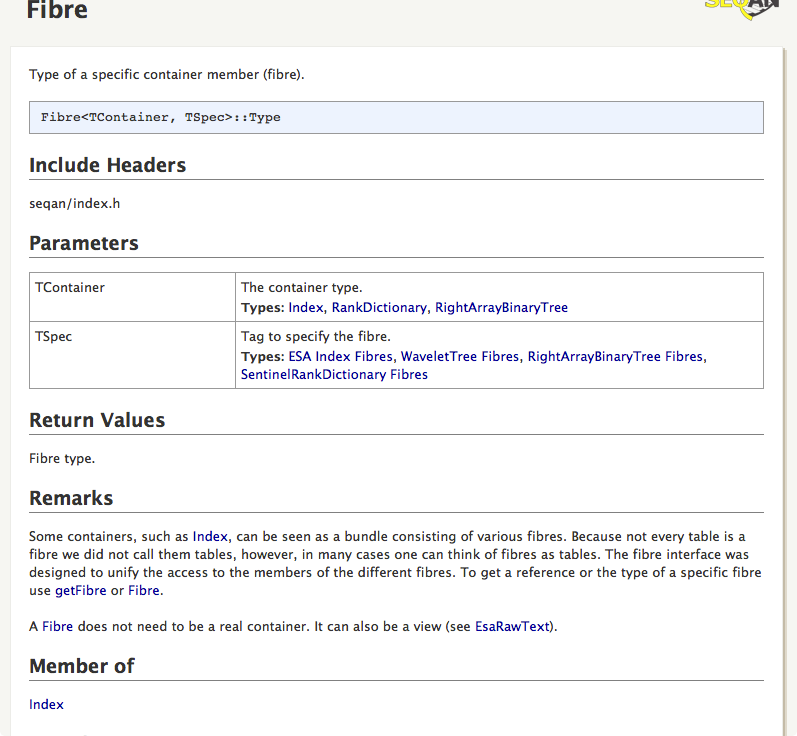 Fibre
SEQAN
Type of a specific container member (fibre).
Fibre<TContainer, TSpec>::Type
Include Headers
seqan/index.h
Parameters
TContainer
The container type.
Types: Index, RankDictionary, RightArrayBinaryTree
TSpec
Tag to specify the fibre.
Types: ESA Index Fibres, WaveletTree Fibres, RightArrayBinaryTree Fibres,
SentinelRankDictionary Fibres
Return Values
Fibre type.
Remarks
Some containers, such as Index, can be seen as a bundle consisting of various fibres. Because not every table is a
fibre we did not call them tables, however, in many cases one can think of fibres as tables. The fibre interface was
designed to unify the access to the members of the different fibres. To get a reference or the type of a specific fibre
use getFibre or Fibre.
A Fibre does not need to be a real container. It can also be a view (see EsaRawText).
Member of
Index